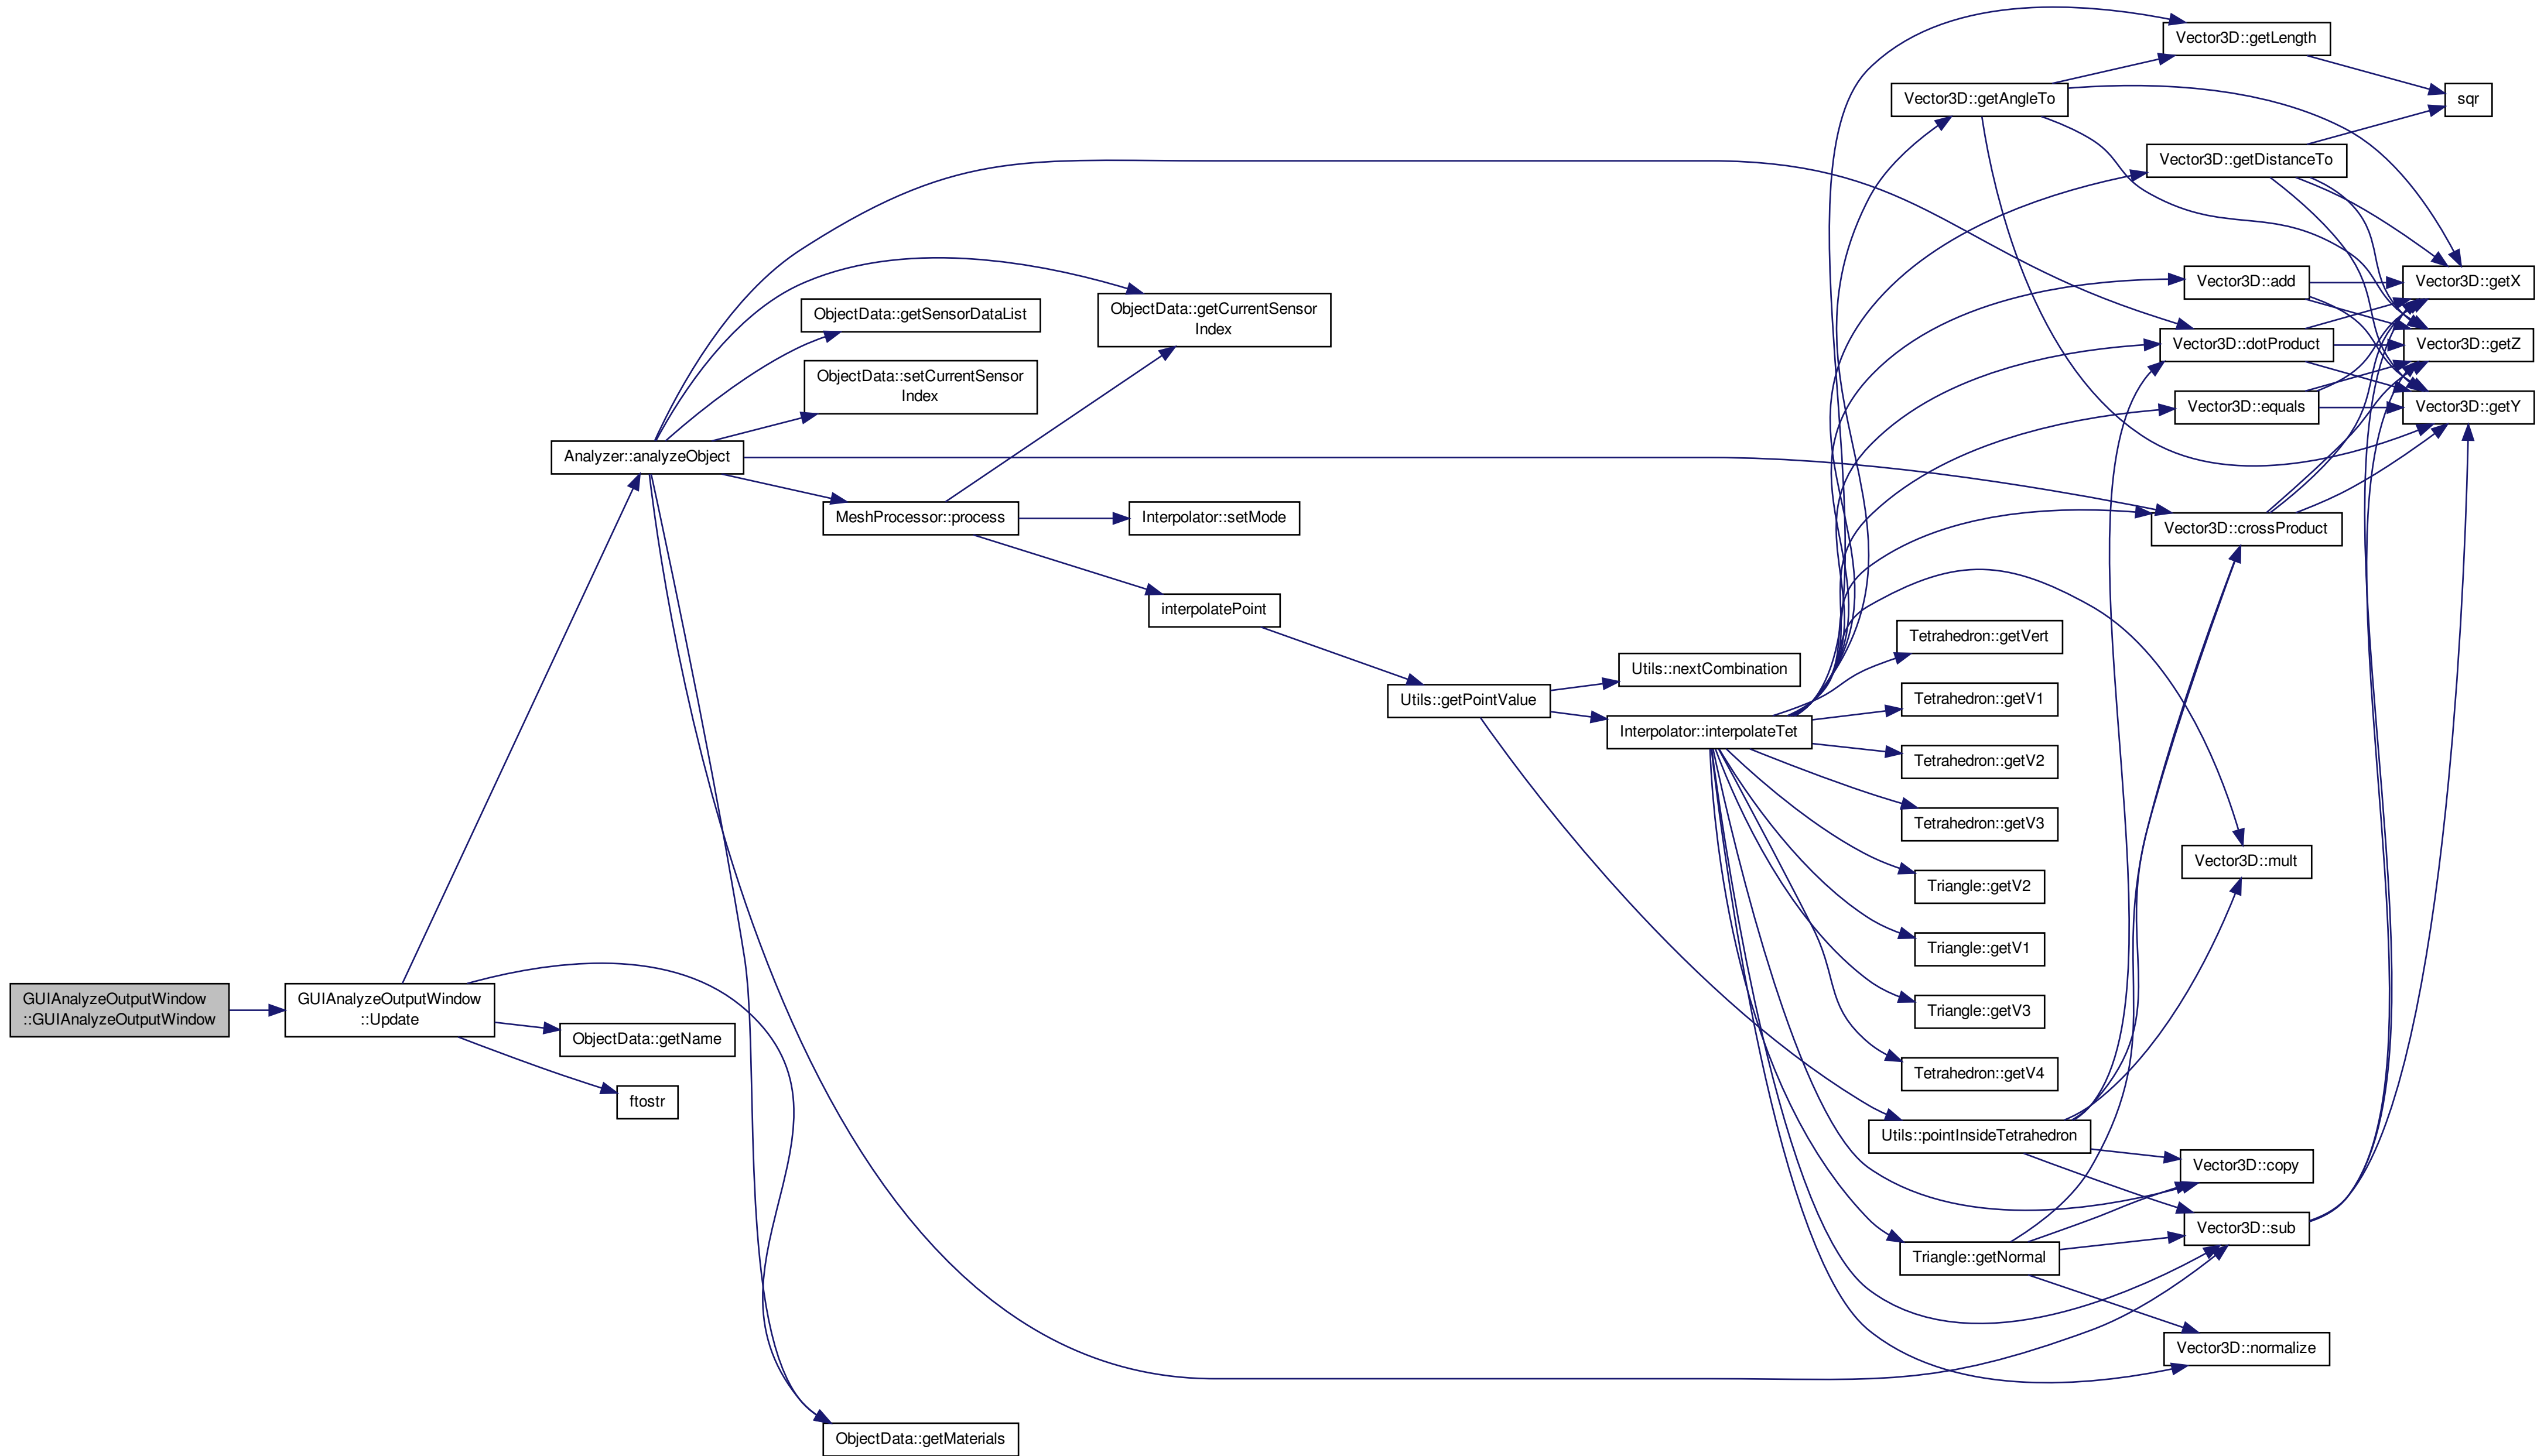 GUIAnalyzeOutputWindow
::GUIAnalyzeOutputWindow
GUIAnalyzeOutputWindow
::Update
Analyzer::analyzeObject
ObjectData::getName
ftostr
ObjectData::getSensorDataList
ObjectData::setCurrentSensor
Index
MeshProcessor::process
ObjectData::getMaterials
ObjectData::getCurrentSensor
Index
Interpolator::setMode
interpolatePoint
Utils::getPointValue
Utils::nextCombination
Interpolator::interpolateTet
Vector3D::getAngleTo
Tetrahedron::getVert
Tetrahedron::getV1
Tetrahedron::getV2
Tetrahedron::getV3
Triangle::getV2
Triangle::getV1
Triangle::getV3
Tetrahedron::getV4
Utils::pointInsideTetrahedron
Triangle::getNormal
Vector3D::getLength
Vector3D::getDistanceTo
Vector3D::add
Vector3D::dotProduct
Vector3D::equals
Vector3D::crossProduct
Vector3D::mult
Vector3D::copy
Vector3D::sub
Vector3D::normalize
sqr
Vector3D::getX
Vector3D::getZ
Vector3D::getY